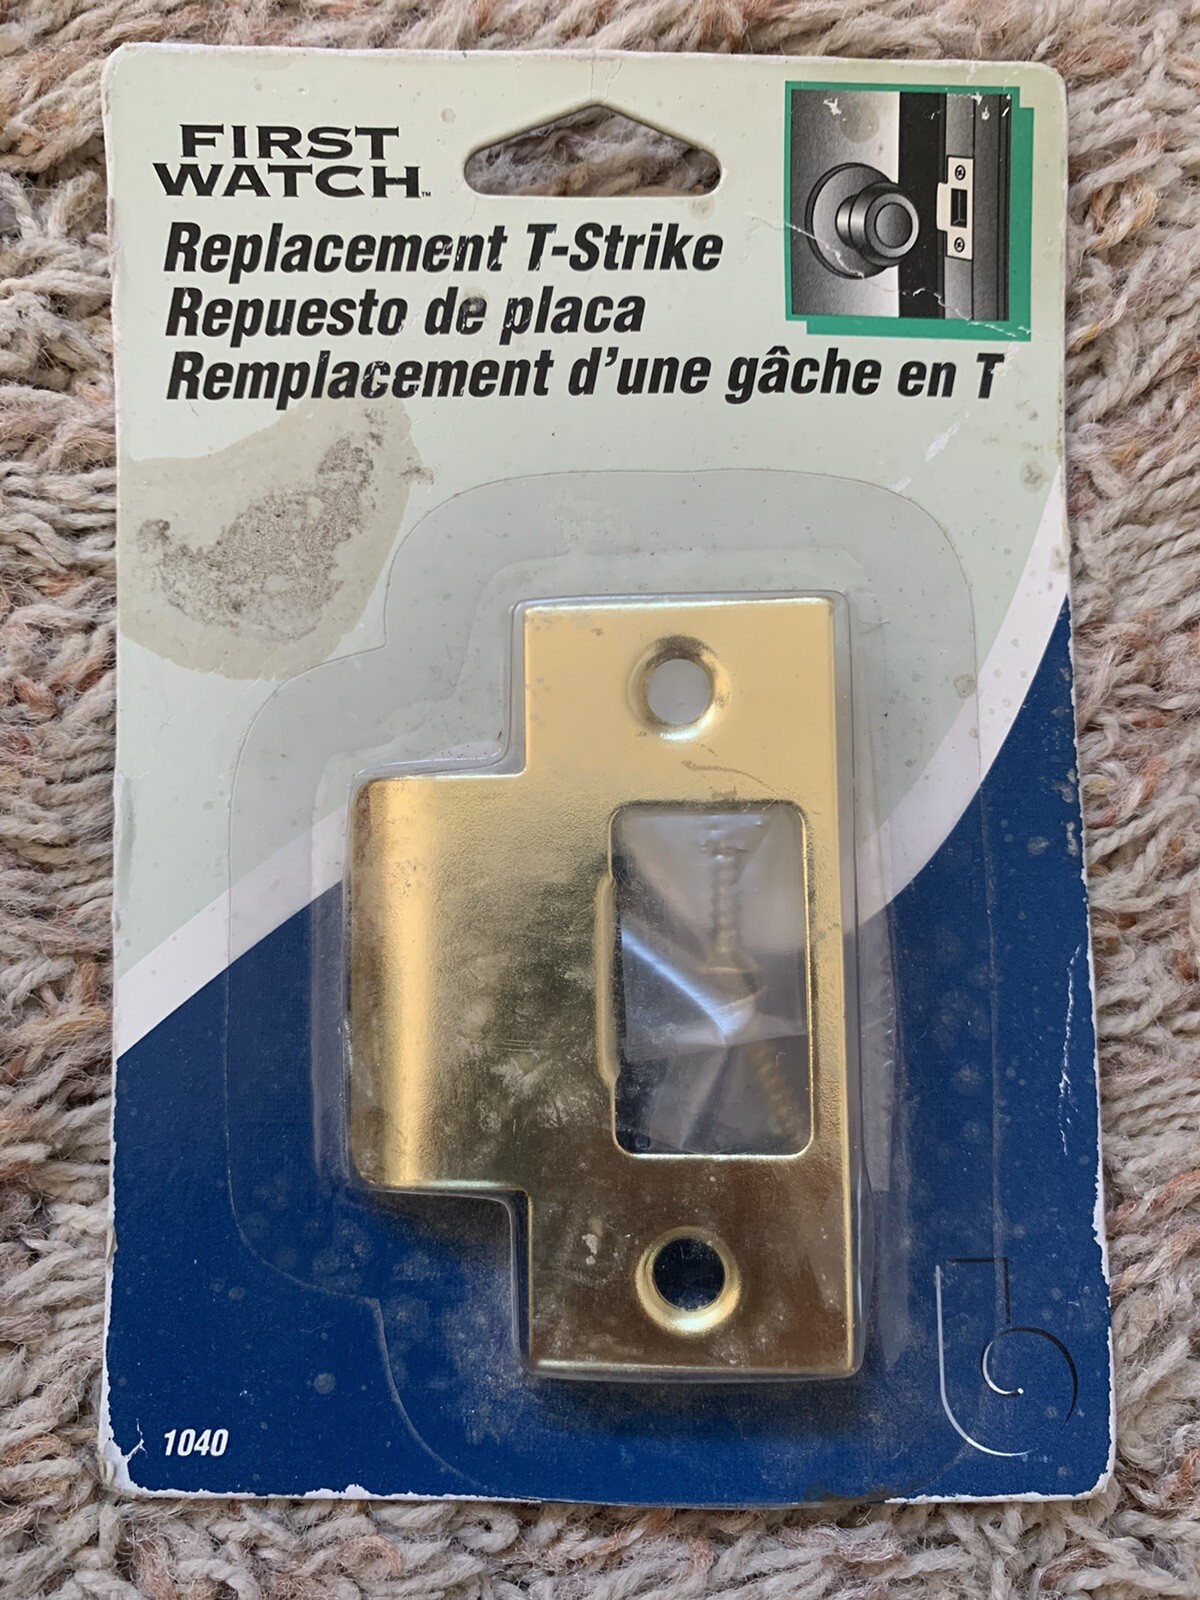 FIRST
WATCH™
Replacement T-Strike
Repuesto de placa
Remplacement d'une gâche en T
1040